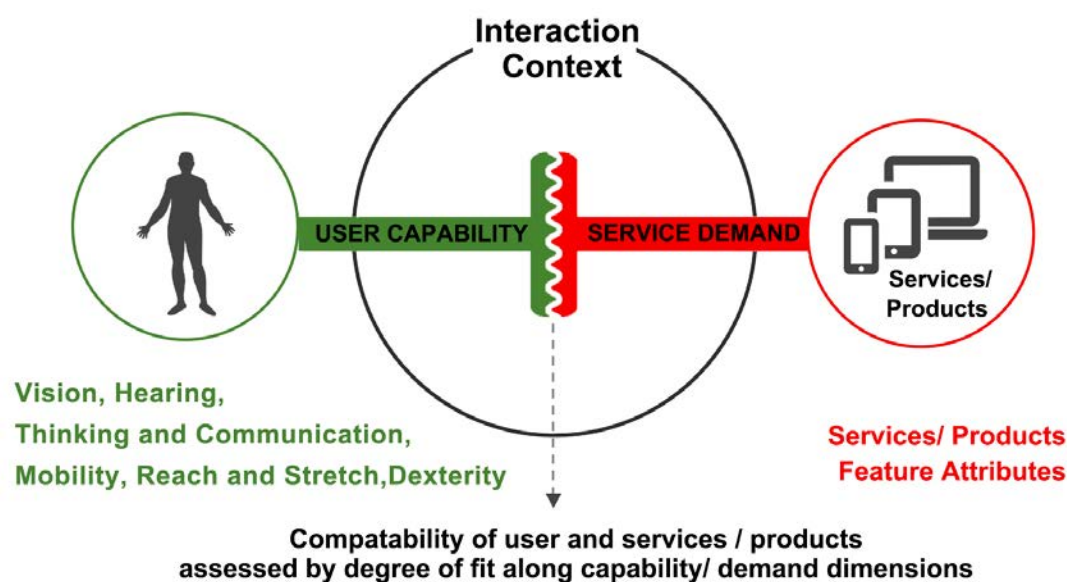 Interaction
Context
USER CAPABILITY
SERVICE DEMAND
Services/
Products
Vision, Hearing,
Thinking and Communication,
Mobility, Reach and Stretch,Dexterity
Services/ Products
Feature Attributes
Compatability of user and services / products
assessed by degree of fit along capability/ demand dimensions